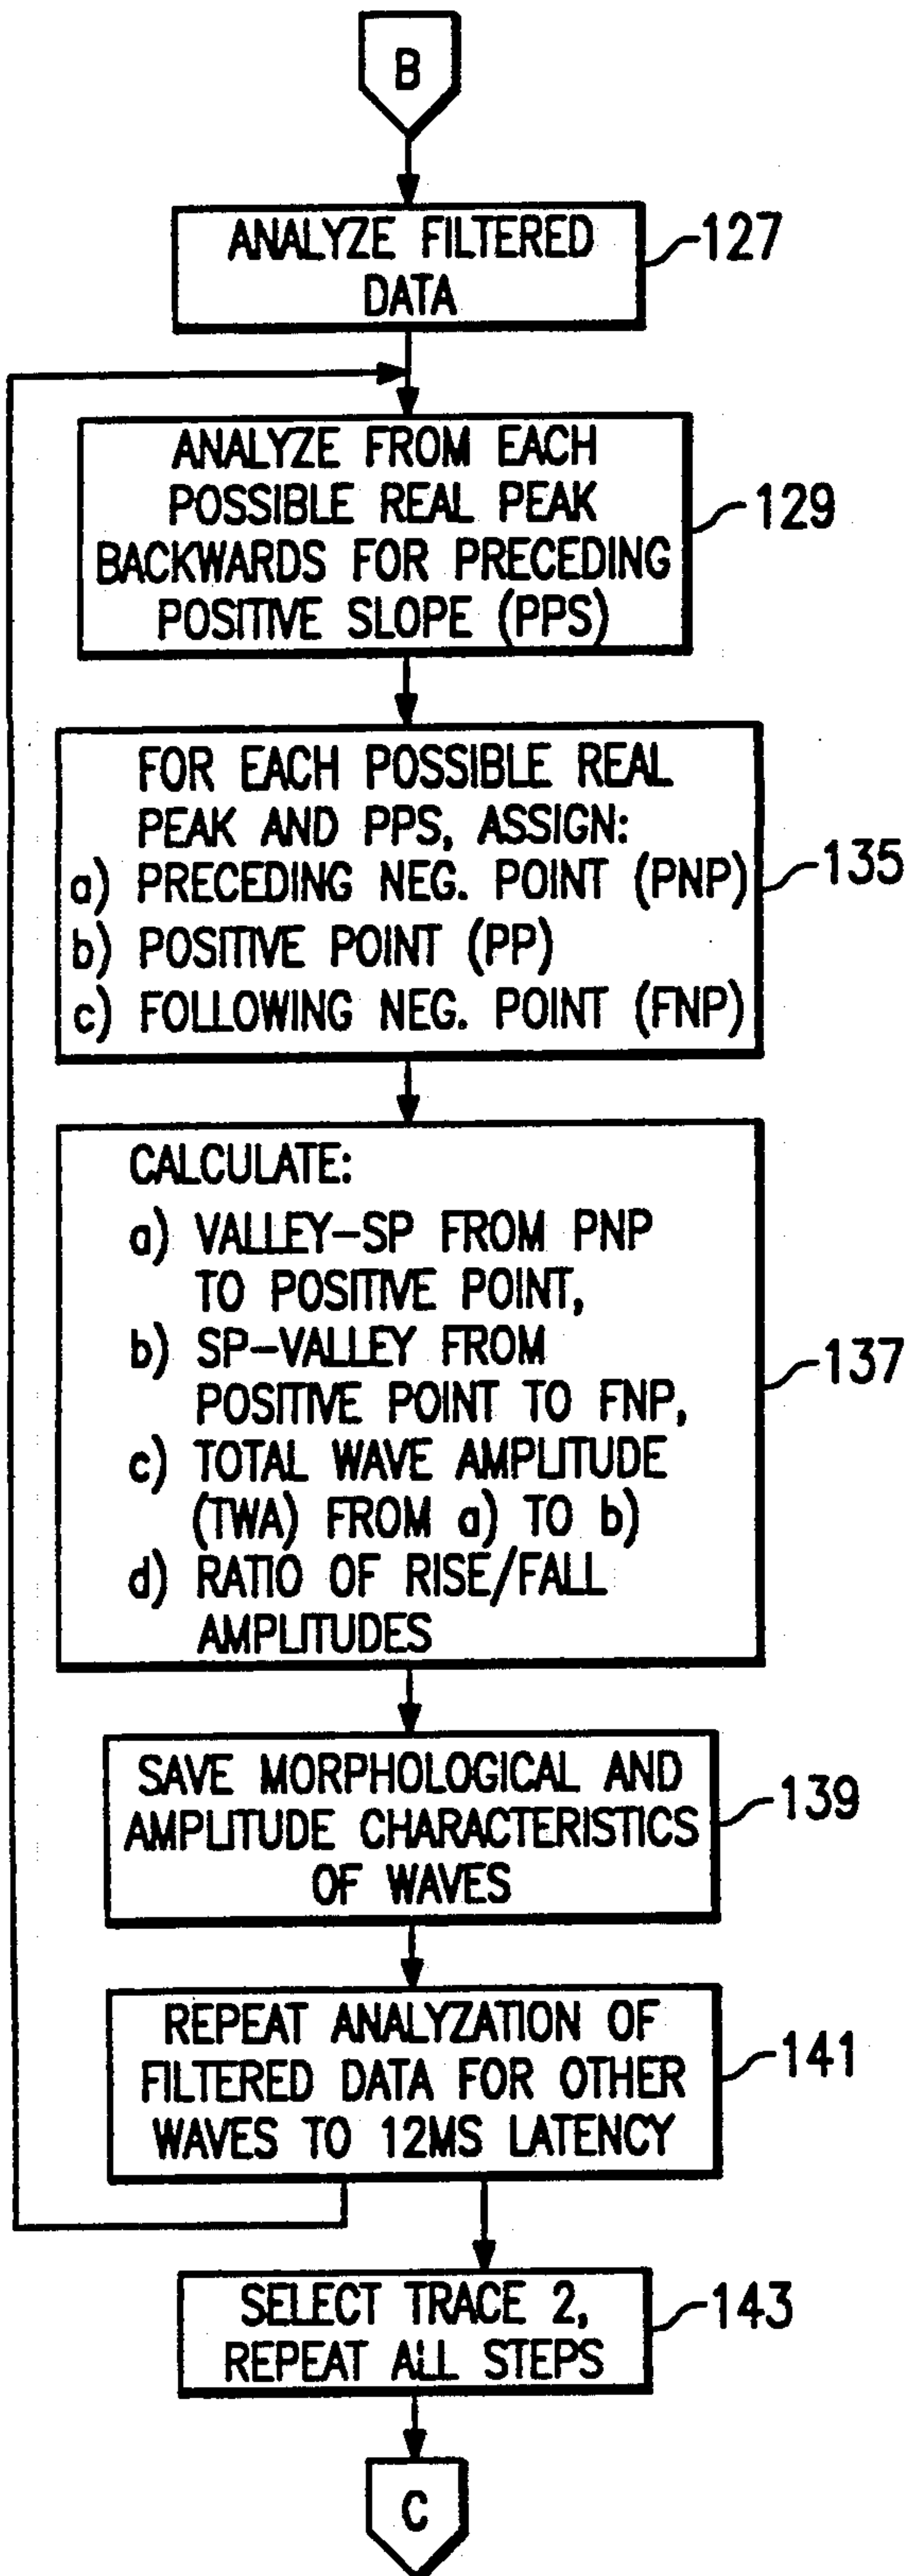 B
ANALYZE FILTERED
DATA
127
ANALYZE FROM EACH
POSSIBLE REAL PEAK
BACKWARDS FOR PRECEDING
POSITIVE SLOPE (PPS)
129
FOR EACH POSSIBLE REAL
PEAK AND PPS, ASSIGN:
a) PRECEDING NEG. POINT (PNP)
b) POSITIVE POINT (PP)
c) FOLLOWING NEG. POINT (FNP)
135
CALCULATE:
a) VALLEY-SP FROM PNP
TO POSITIVE POINT,
b) SP-VALLEY FROM
POSITIVE POINT TO FNP,
c) TOTAL WAVE AMPLITUDE
(TWA) FROM a) TO b)
d) RATIO OF RISE/FALL
AMPLITUDES
137
SAVE MORPHOLOGICAL AND
AMPLITUDE CHARACTERISTICS
OF WAVES
139
REPEAT ANALYZATION OF
FILTERED DATA FOR OTHER
WAVES TO 12MS LATENCY
141
SELECT TRACE 2,
REPEAT ALL STEPS
143
C